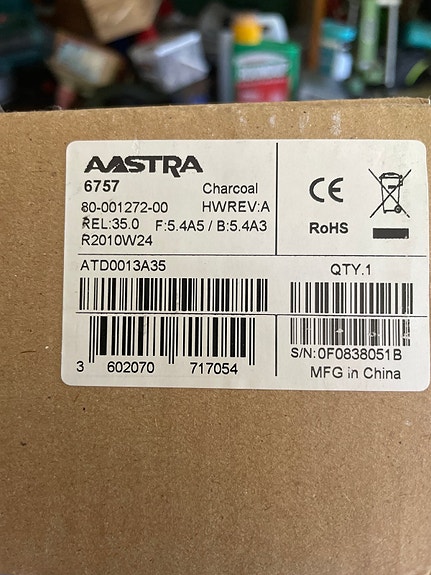 AASTRA
6757 Charcoal
80-001272-00 HWREV:A
REL:35.0 F:5.4A5 / B:5.4A3
R2010W24
CE
RoHS
ATD0013A35
QTY.1
3 602070 717054
S/N:0F0838051B
MFG in China